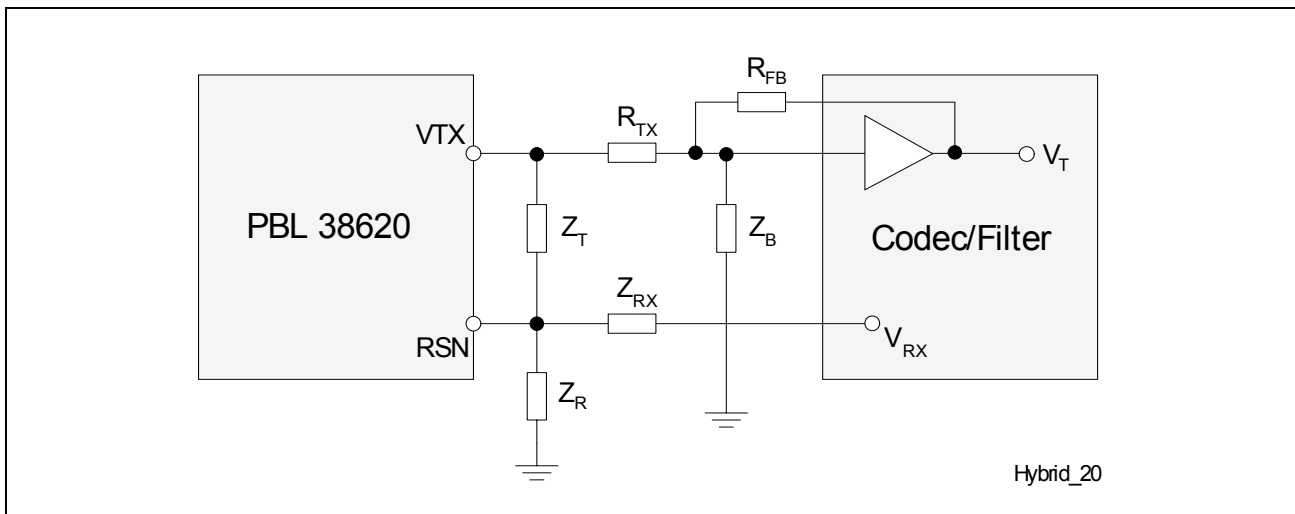 R_FB
VTX
R_TX
V_T
PBL 38620
Z_T
Z_B
Codec/Filter
Z_RX
RSN
V_RX
Z_R
Hybrid_20